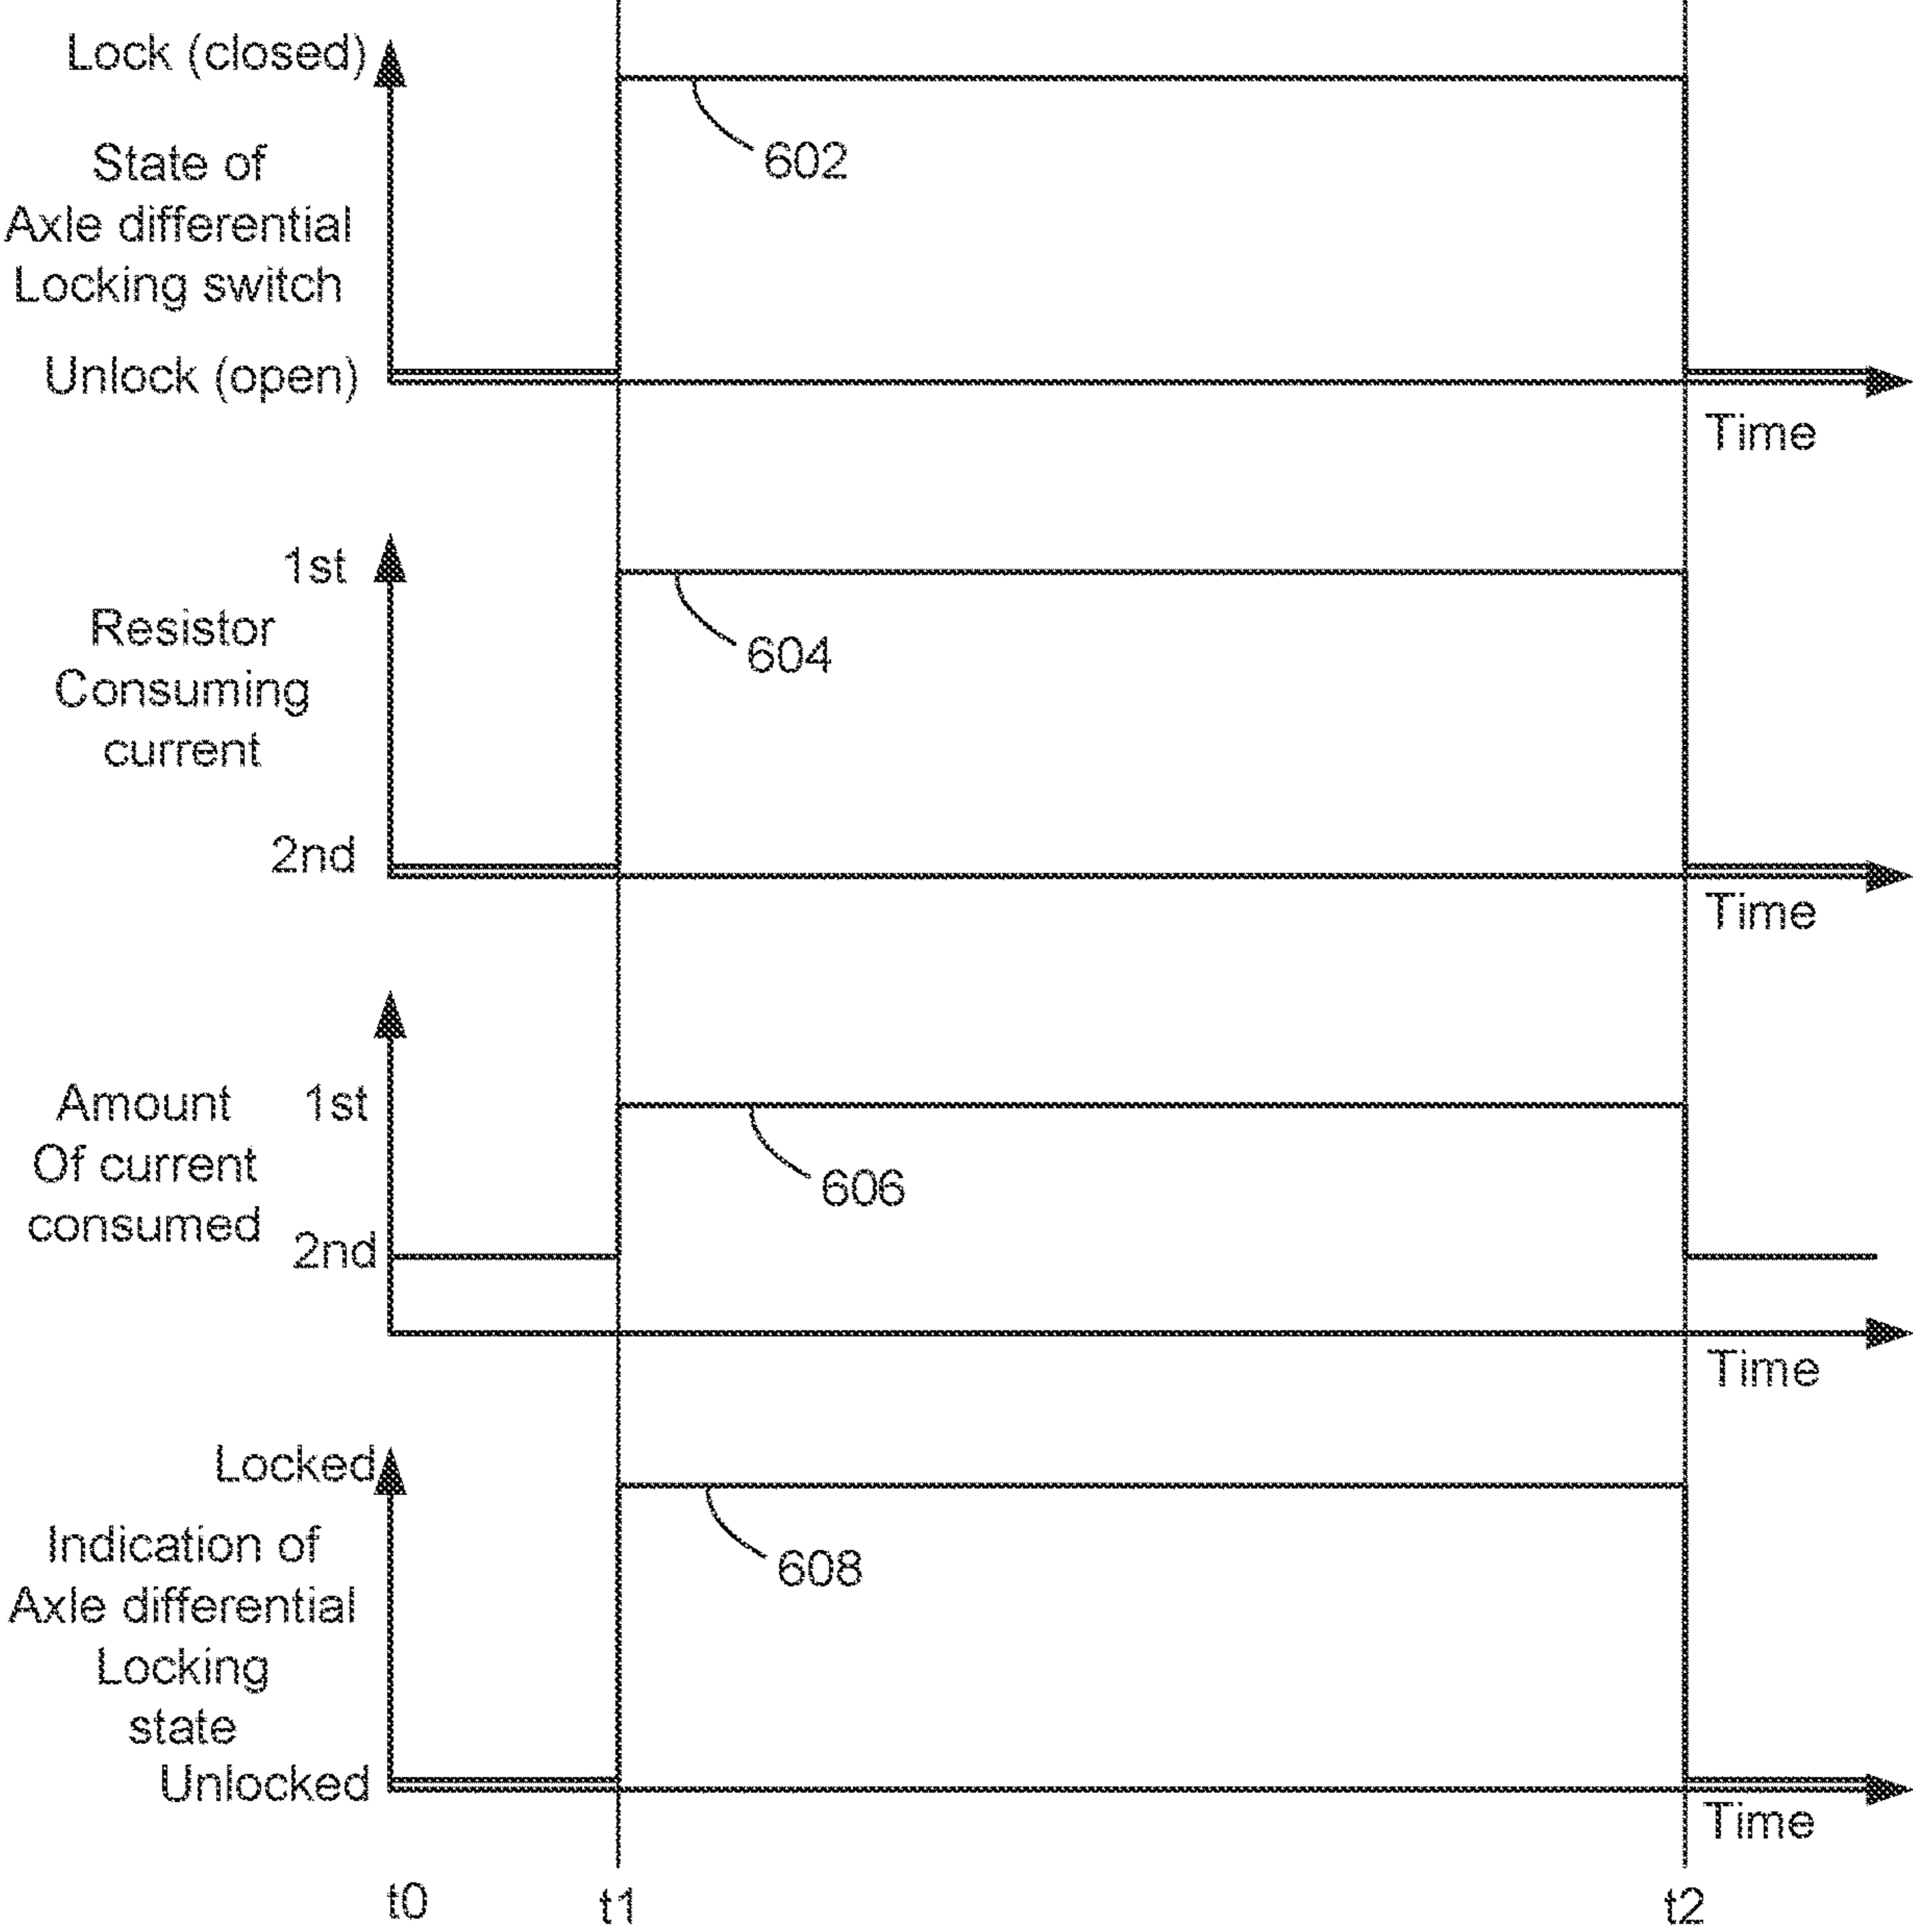 Lock (closed)
State of
Axle differential
Locking switch
Unlock (open)
602
Time
1st
Resistor
Consuming
current
2nd
604
Time
Amount
Of current
consumed
1st
2nd
606
Time
Locked
Indication of
Axle differential
Locking
state
Unlocked
608
Time
t0
t1
t2